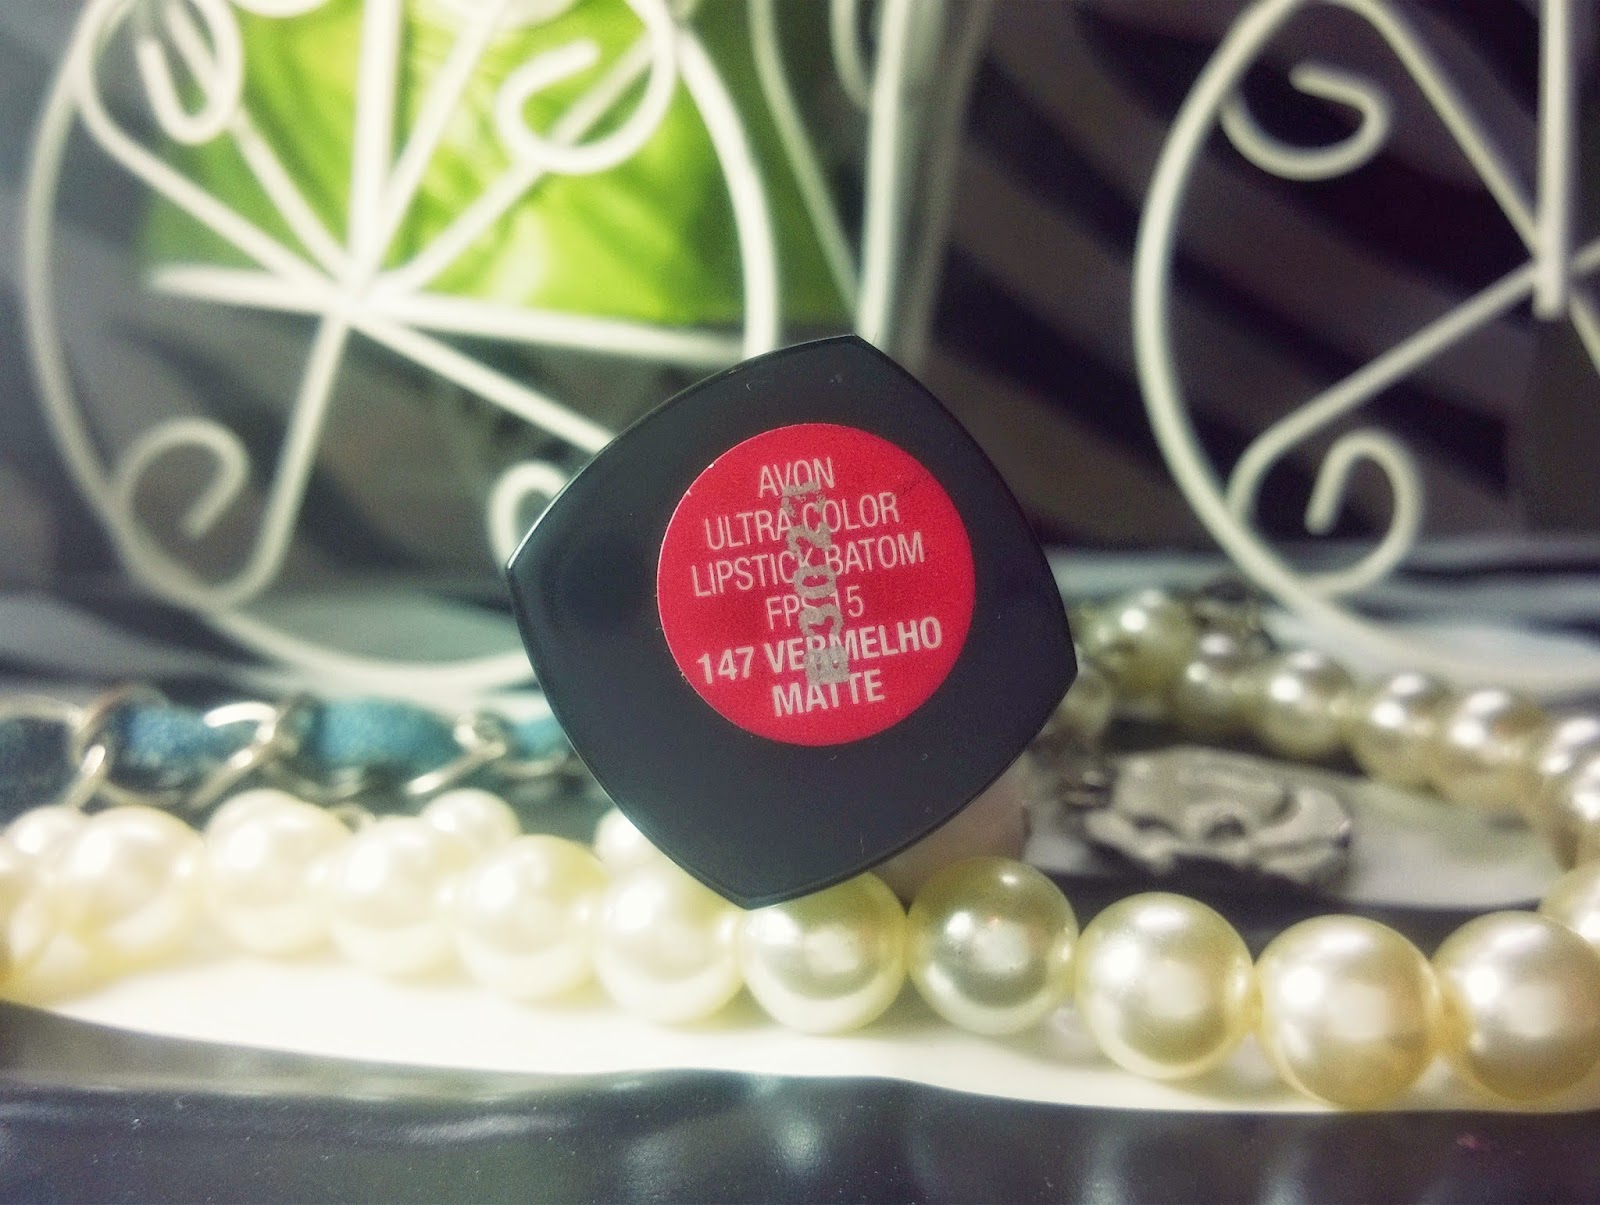 AVON
ULTRA COLOR
LIPSTICK BATOM
FPS 15
147 VERMELHO
MATTE